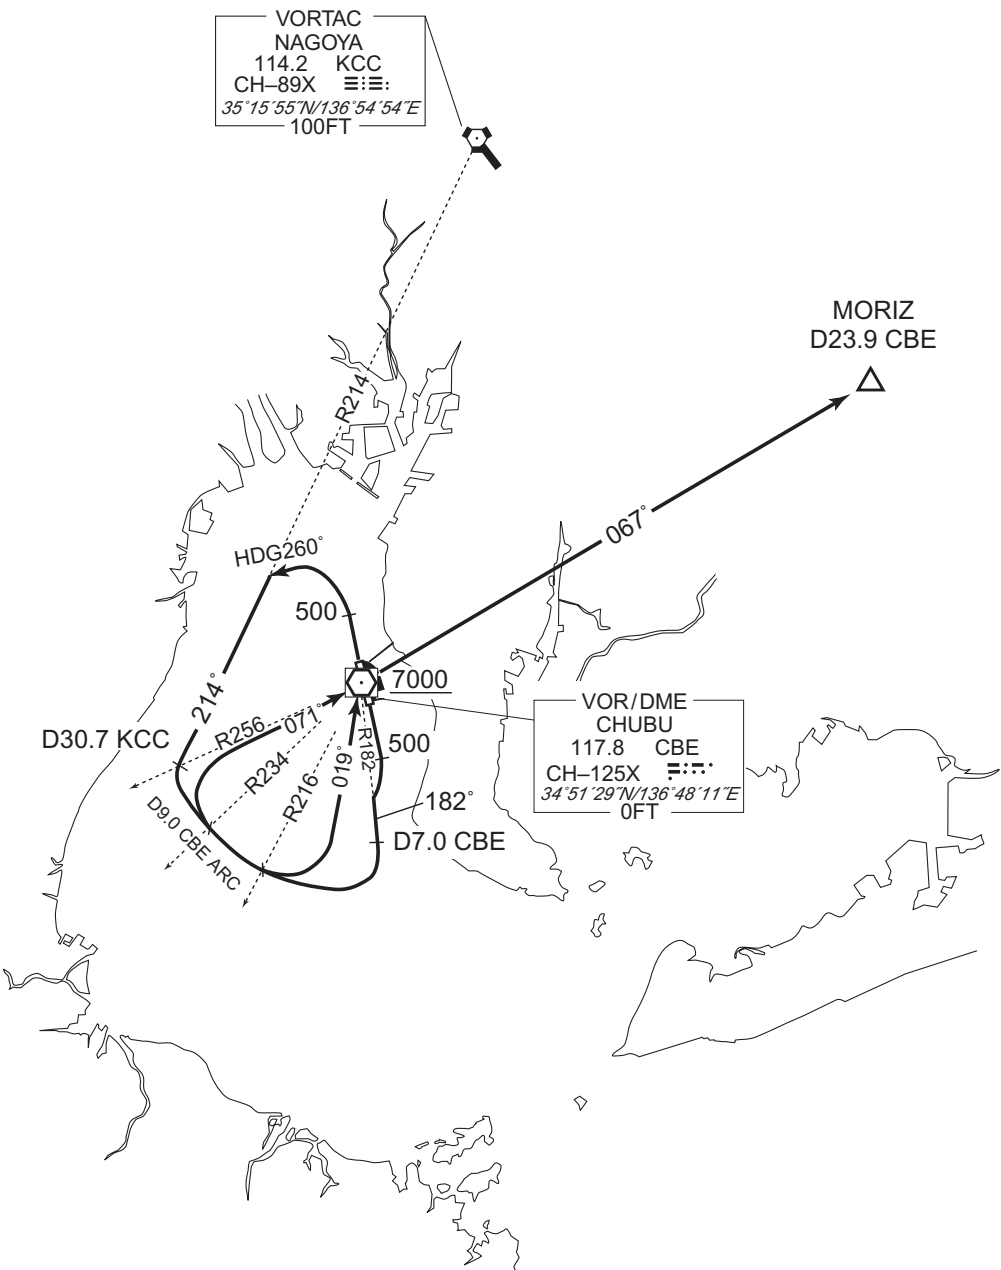 VORTAC
NAGOYA
114.2 KCC
CH–89X
35°15′55″N/136°54′54″E
100FT
MORIZ
D23.9 CBE
R214
067°
HDG260°
500
7000
214°
D30.7 KCC
R256
071°
R234
R216
019°
R182
500
182°
D7.0 CBE
D9.0 CBE ARC
VOR/DME
CHUBU
117.8 CBE
CH–125X
34°51′29″N/136°48′11″E
0FT